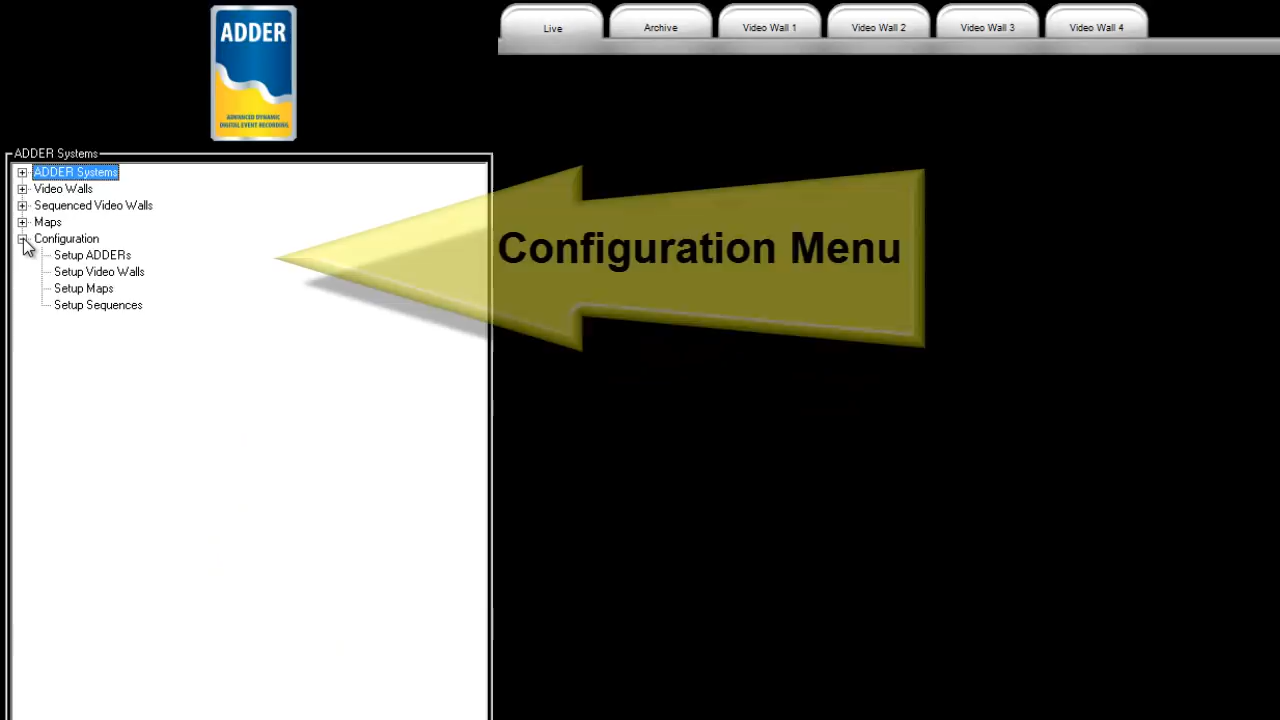 ADDER
ADVANCED DYNAMIC
DIGITAL EVENT RECORDING
Live
Archive
Video Wall 1
Video Wall 2
Video Wall 3
Video Wall 4
ADDER Systems
ADDER Systems
Video Walls
Sequenced Video Walls
Maps
Configuration
Setup ADDERs
Setup Video Walls
Setup Maps
Setup Sequences
Configuration Menu